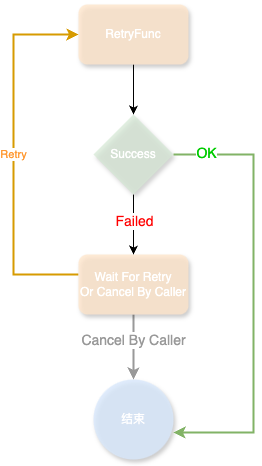 RetryFunc
Success
OK
Retry
Failed
Wait For Retry
Or Cancel By Caller
Cancel By Caller
结束